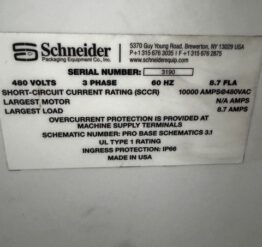 Schneider
Packaging Equipment Co., Inc.
5370 Guy Young Road, Brewerton, NY 13029 USA
P +1 315 676 3035 | F +1 315 676 2875
www.schneiderequip.com
SERIAL NUMBER: 3190
480 VOLTS 3 PHASE 60 HZ 8.7 FLA
SHORT-CIRCUIT CURRENT RATING (SCCR) 10000 AMPS@480VAC
LARGEST MOTOR N/A AMPS
LARGEST LOAD 8.7 AMPS
OVERCURRENT PROTECTION IS PROVIDED AT
MACHINE SUPPLY TERMINALS
SCHEMATIC NUMBER: PRO BASE SCHEMATICS 3.1
UL TYPE 1 RATING
INGRESS PROTECTION: IP66
MADE IN USA